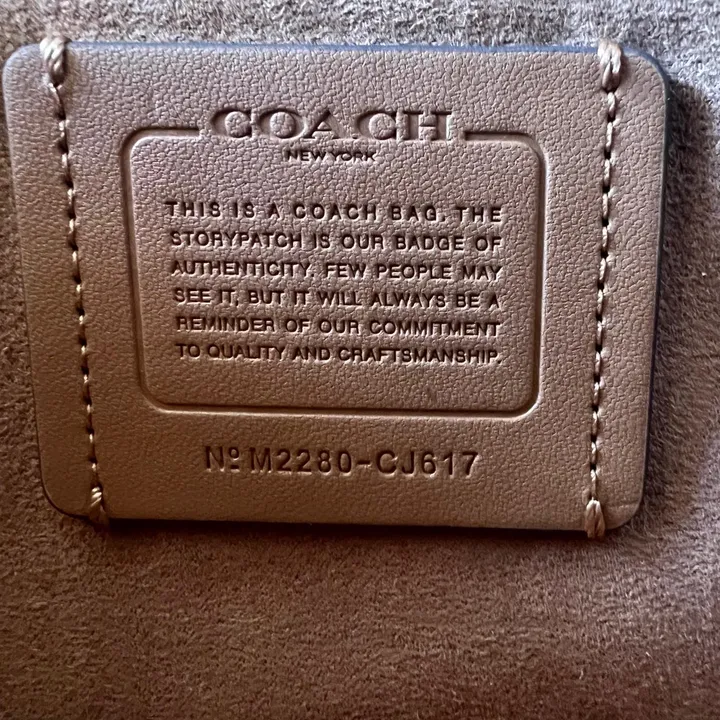 COACH
NEW YORK
THIS IS A COACH BAG. THE
STORYPATCH IS OUR BADGE OF
AUTHENTICITY. FEW PEOPLE MAY
SEE IT, BUT IT WILL ALWAYS BE A
REMINDER OF OUR COMMITMENT
TO QUALITY AND CRAFTSMANSHIP.
Nº M2280-CJ617